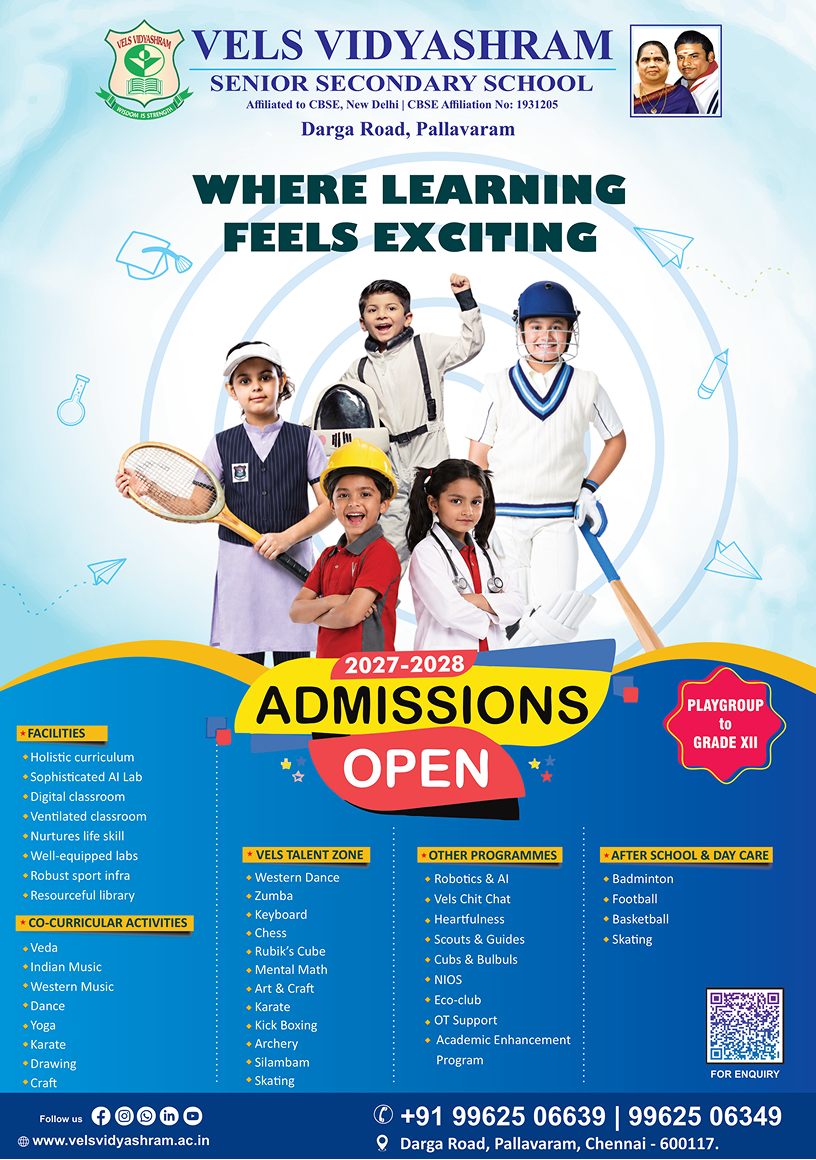 VELS VIDYASHRAM
WISDOM IS STRENGTH
VELS VIDYASHRAM
SENIOR SECONDARY SCHOOL
Affiliated to CBSE, New Delhi | CBSE Affiliation No: 1931205
Darga Road, Pallavaram
WHERE LEARNING
FEELS EXCITING
2027-2028
ADMISSIONS
OPEN
PLAYGROUP
to
GRADE XII
FACILITIES
Holistic curriculum
Sophisticated AI Lab
Digital classroom
Ventilated classroom
Nurtures life skill
Well-equipped labs
Robust sport infra
Resourceful library
CO-CURRICULAR ACTIVITIES
Veda
Indian Music
Western Music
Dance
Yoga
Karate
Drawing
Craft
VELS TALENT ZONE
Western Dance
Zumba
Keyboard
Chess
Rubik's Cube
Mental Math
Art & Craft
Karate
Kick Boxing
Archery
Silambam
Skating
OTHER PROGRAMMES
Robotics & AI
Vels Chit Chat
Heartfulness
Scouts & Guides
Cubs & Bulbuls
NIOS
Eco-club
OT Support
Academic Enhancement
Program
AFTER SCHOOL & DAY CARE
Badminton
Football
Basketball
Skating
FOR ENQUIRY
Follow us
www.velsvidyashram.ac.in
+91 99625 06639 | 99625 06349
Darga Road, Pallavaram, Chennai - 600117.